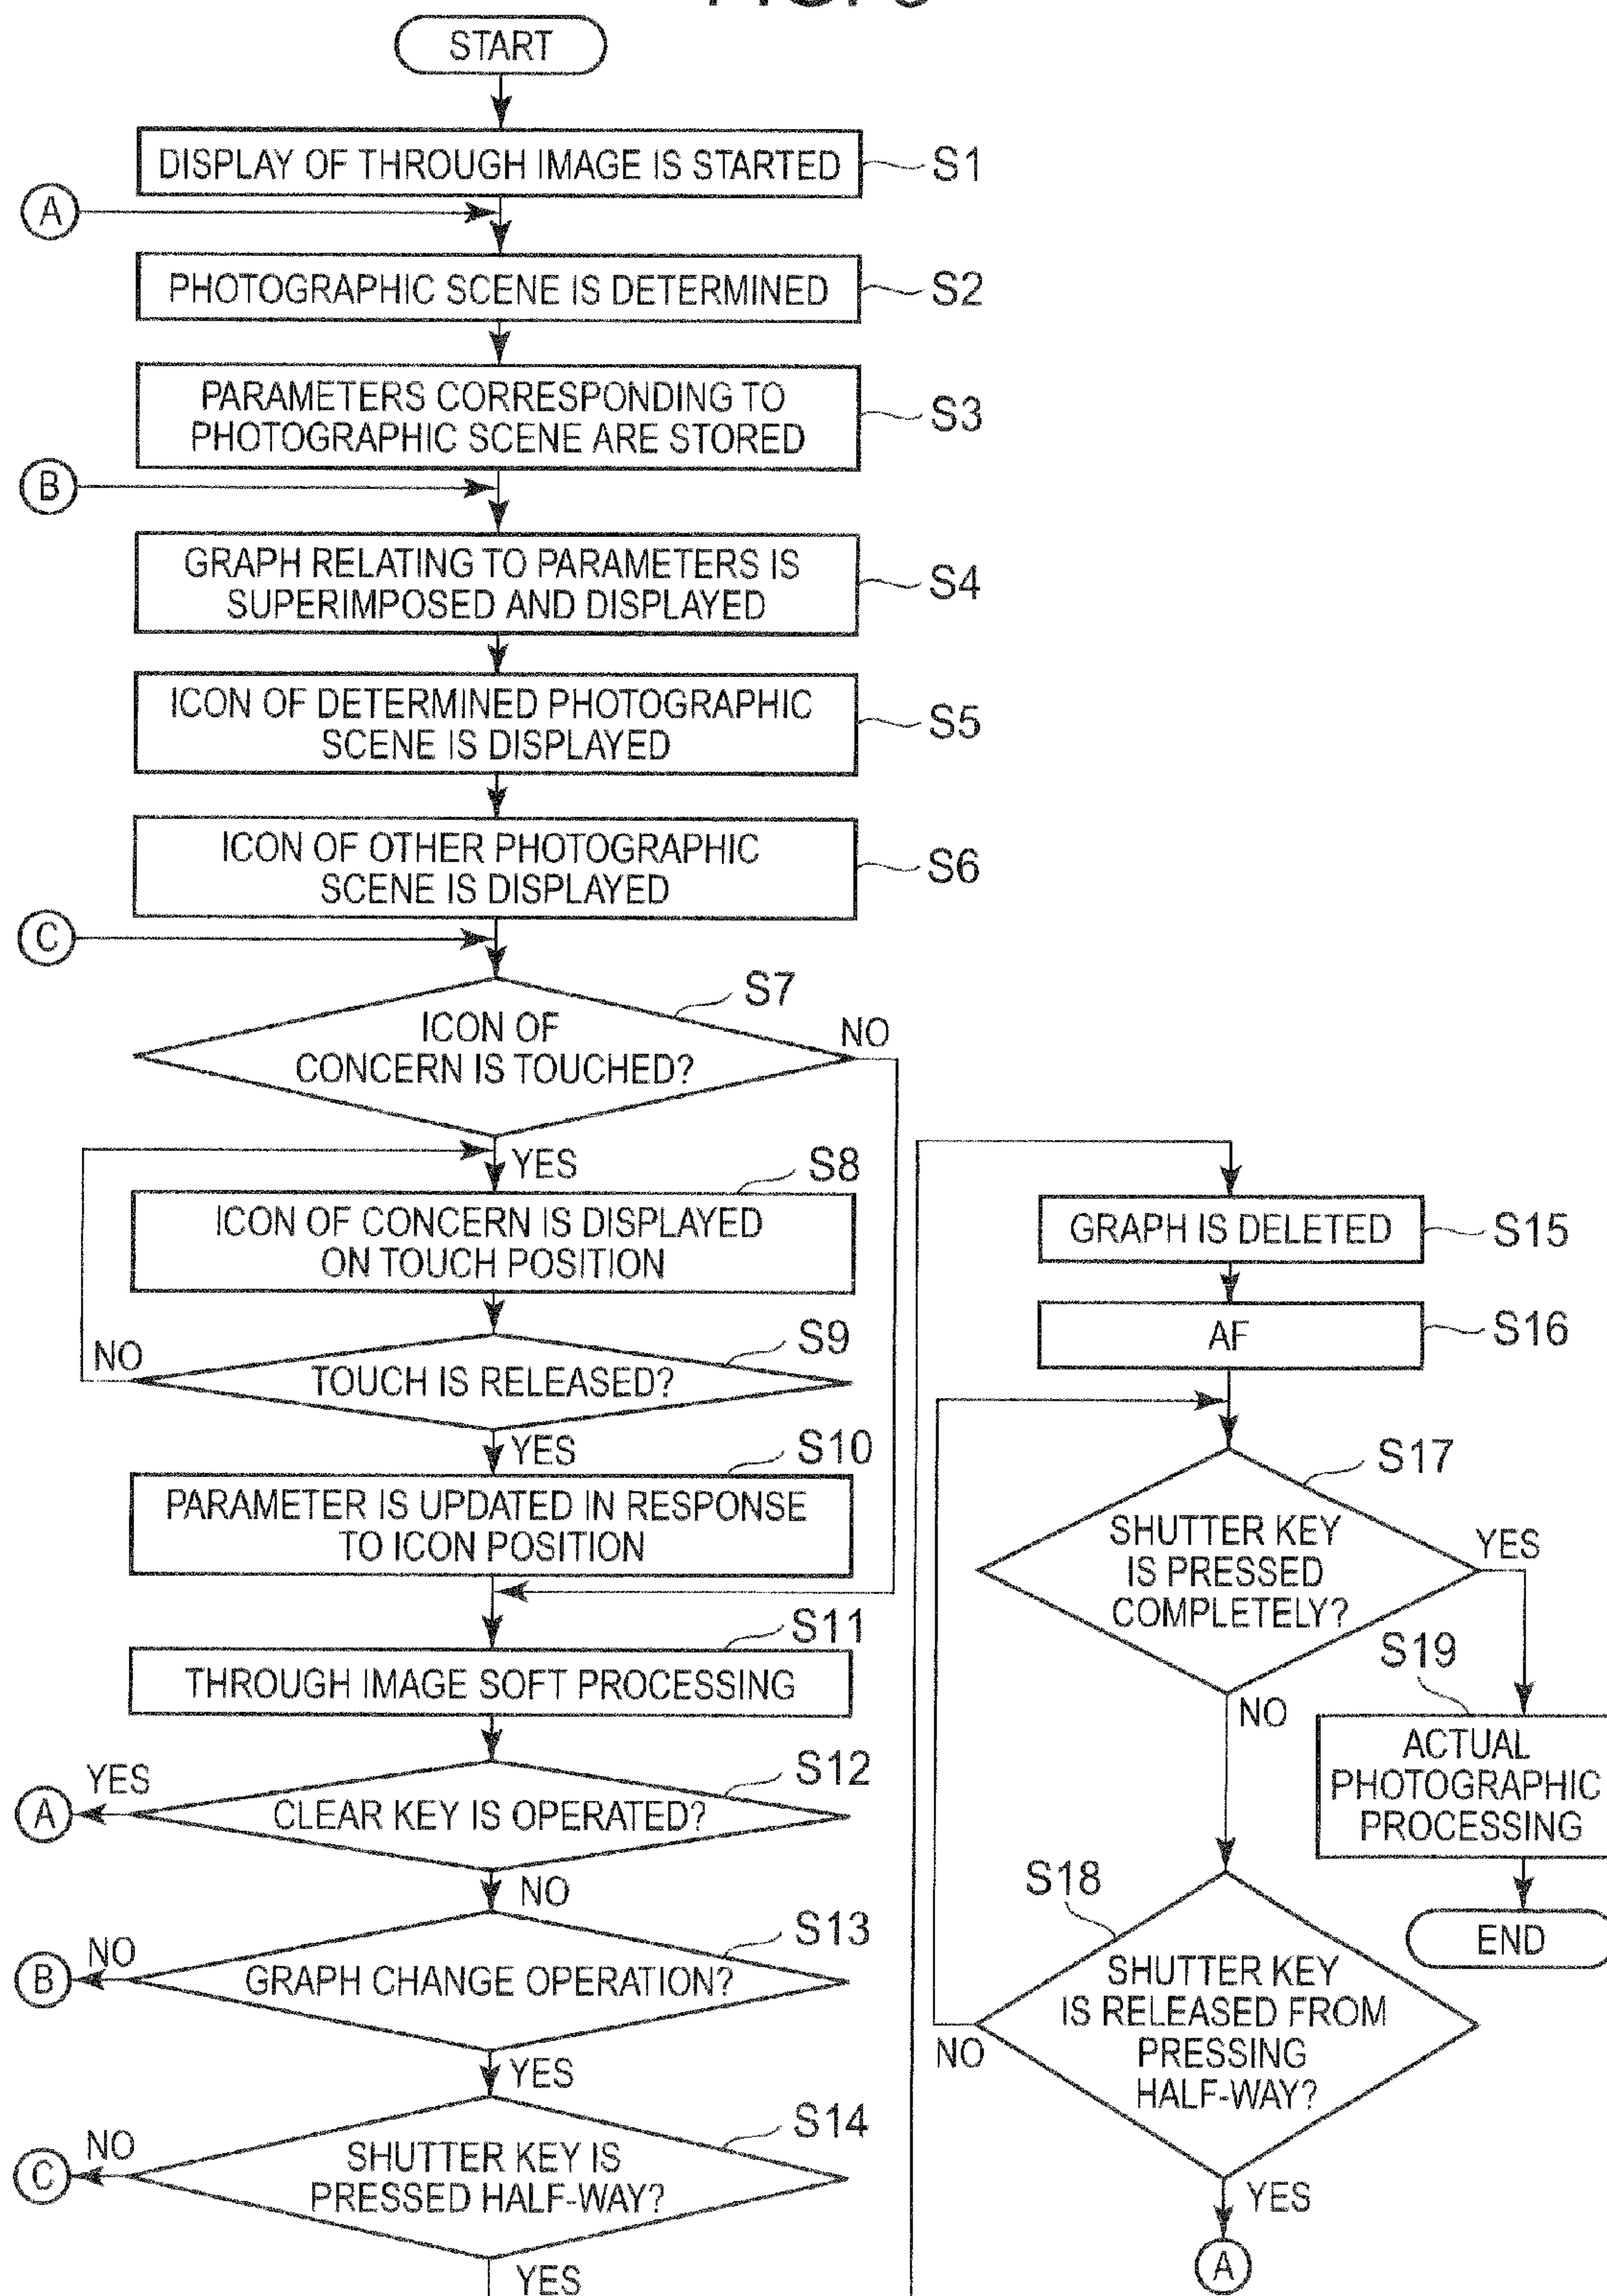 START
DISPLAY OF THROUGH IMAGE IS STARTED
S1
A
PHOTOGRAPHIC SCENE IS DETERMINED
S2
PARAMETERS CORRESPONDING TO
PHOTOGRAPHIC SCENE ARE STORED
S3
B
GRAPH RELATING TO PARAMETERS IS
SUPERIMPOSED AND DISPLAYED
S4
ICON OF DETERMINED PHOTOGRAPHIC
SCENE IS DISPLAYED
S5
ICON OF OTHER PHOTOGRAPHIC
SCENE IS DISPLAYED
S6
C
S7
ICON OF
CONCERN IS TOUCHED?
NO
YES
S8
ICON OF CONCERN IS DISPLAYED
ON TOUCH POSITION
S9
NO
TOUCH IS RELEASED?
YES
S10
PARAMETER IS UPDATED IN RESPONSE
TO ICON POSITION
S11
THROUGH IMAGE SOFT PROCESSING
S12
YES
A
CLEAR KEY IS OPERATED?
NO
S13
NO
B
GRAPH CHANGE OPERATION?
YES
S14
NO
C
SHUTTER KEY IS
PRESSED HALF-WAY?
YES
GRAPH IS DELETED
S15
AF
S16
S17
SHUTTER KEY
IS PRESSED
COMPLETELY?
YES
NO
S19
ACTUAL
PHOTOGRAPHIC
PROCESSING
END
S18
SHUTTER KEY
IS RELEASED FROM
PRESSING
HALF-WAY?
NO
YES
A